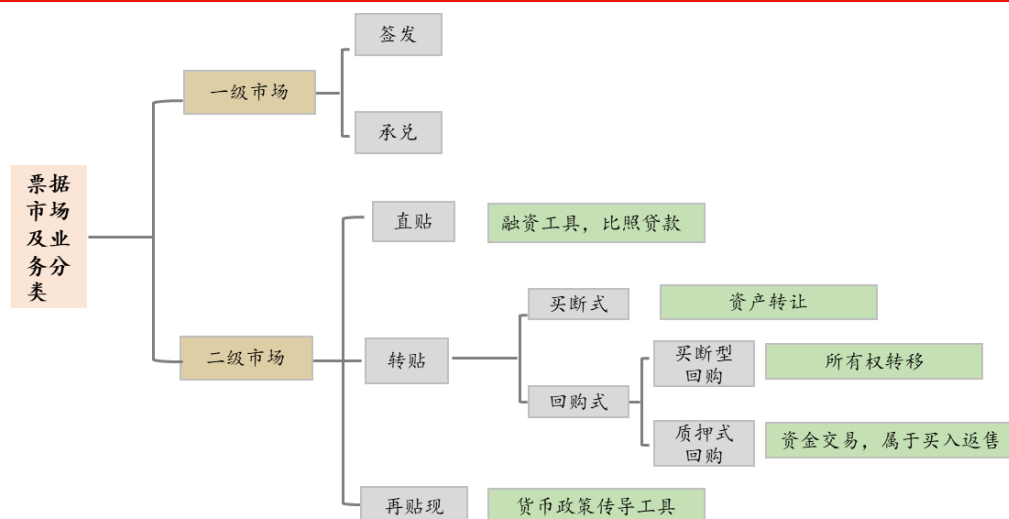 签发
一级市场
承兑
票据
市场
及业
务分
类
直贴
融资工具，比照贷款
买断式
资产转让
二级市场
转贴
买断型
回购
所有权转移
回购式
质押式
回购
资金交易，属于买入返售
再贴现
货币政策传导工具